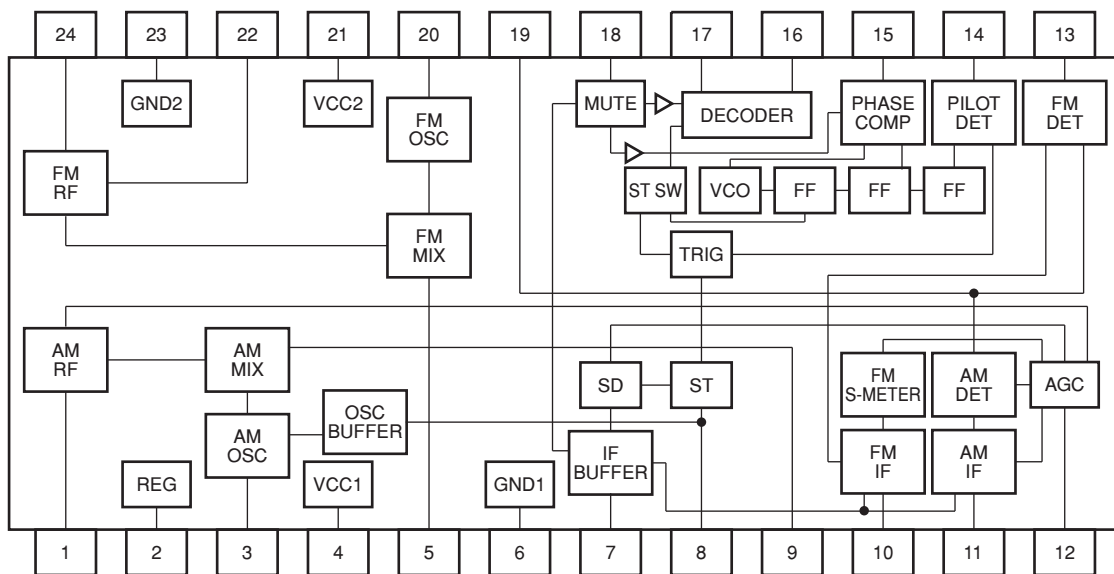 24 23 22 21 20 19 18 17 16 15 14 13
GND2
VCC2
FM
OSC
MUTE
DECODER
PHASE
COMP
PILOT
DET
FM
DET
FM
RF
ST SW
VCO
FF
FF
FF
FM
MIX
TRIG
AM
RF
AM
MIX
SD
ST
FM
S-METER
AM
DET
AGC
OSC
BUFFER
AM
OSC
IF
BUFFER
FM
IF
AM
IF
REG
VCC1
GND1
1 2 3 4 5 6 7 8 9 10 11 12